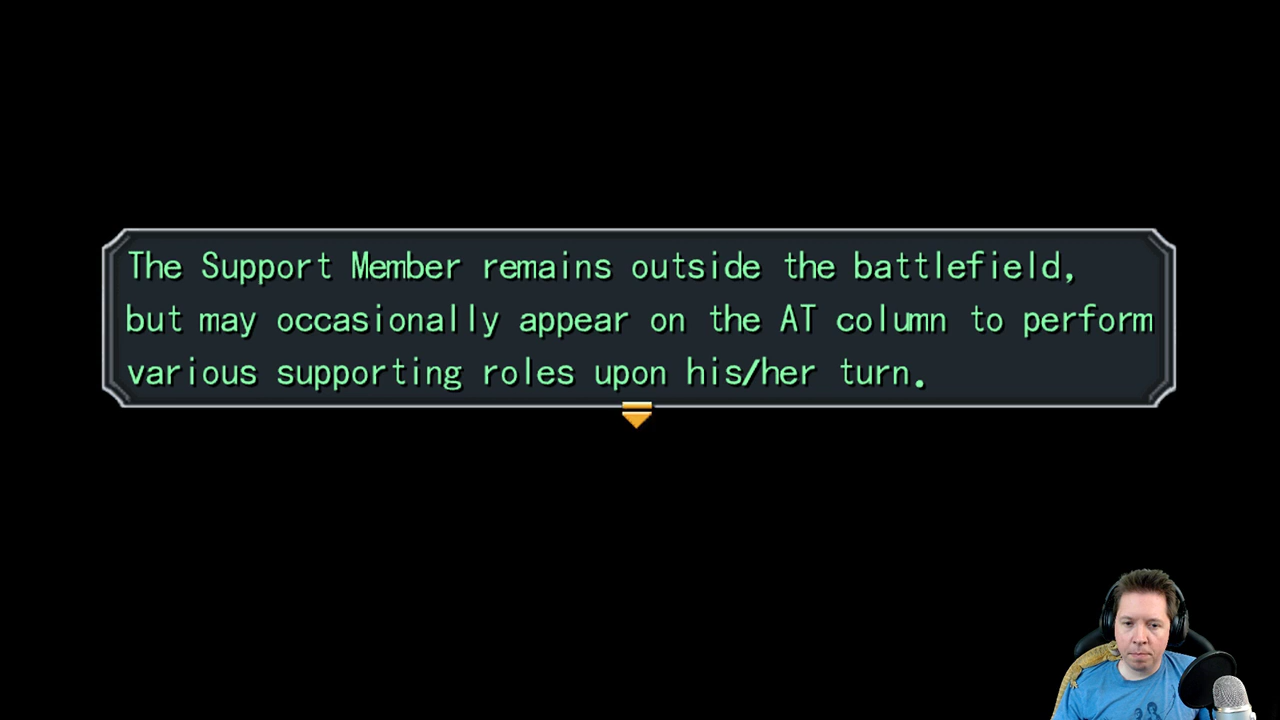 The Support Member remains outside the battlefield,
but may occasionally appear on the AT column to perform
various supporting roles upon his/her turn.